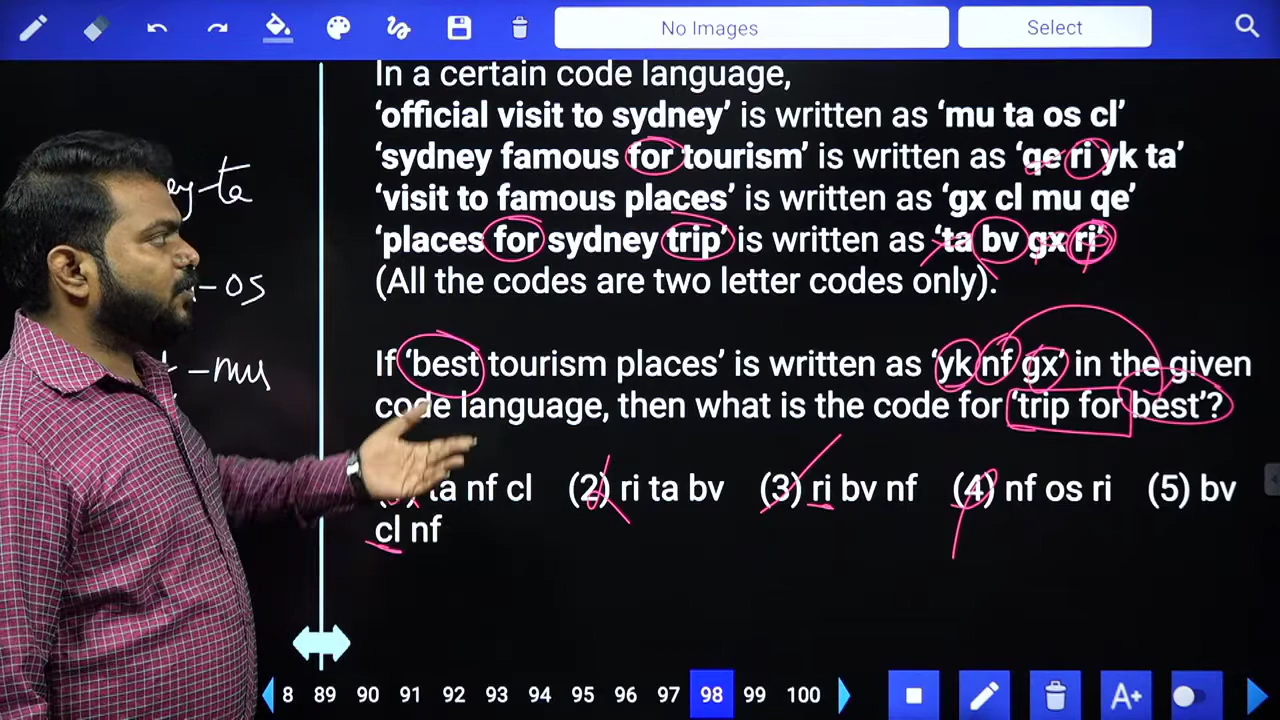 No Images
Select
In a certain code language,
‘official visit to sydney’ is written as ‘mu ta os cl’
‘sydney famous for tourism’ is written as ‘qe ri yk ta’
‘visit to famous places’ is written as ‘gx cl mu qe’
‘places for sydney trip’ is written as ‘ta bv gx ri’
(All the codes are two letter codes only).
ey-ta
-os
-mu
If ‘best tourism places’ is written as ‘yk nf gx’ in the given
code language, then what is the code for ‘trip for best’?
ta nf cl (2) ri ta bv (3) ri bv nf (4) nf os ri (5) bv
cl nf
8 89 90 91 92 93 94 95 96 97 98 99 100
A+